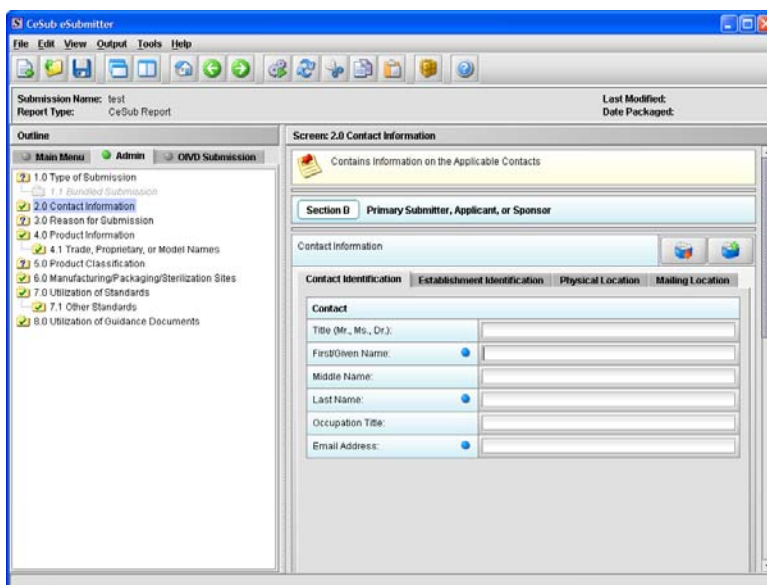 CeSub eSubmitter
File Edit View Output Tools Help
Submission Name: test
Report Type: CeSub Report
Last Modified:
Date Packaged:
Outline
Main Menu Admin OIVD Submission
1.0 Type of Submission
1.1 Bundled Submission
2.0 Contact Information
3.0 Reason for Submission
4.0 Product Information
4.1 Trade, Proprietary, or Model Names
5.0 Product Classification
6.0 Manufacturing/Packaging/Sterilization Sites
7.0 Utilization of Standards
7.1 Other Standards
8.0 Utilization of Guidance Documents
Screen: 2.0 Contact Information
Contains Information on the Applicable Contacts
Section B Primary Submitter, Applicant, or Sponsor
Contact Information
Contact Identification Establishment Identification Physical Location Mailing Location
Contact
Title (Mr., Ms., Dr.):
First/Given Name:
Middle Name:
Last Name:
Occupation Title:
Email Address: